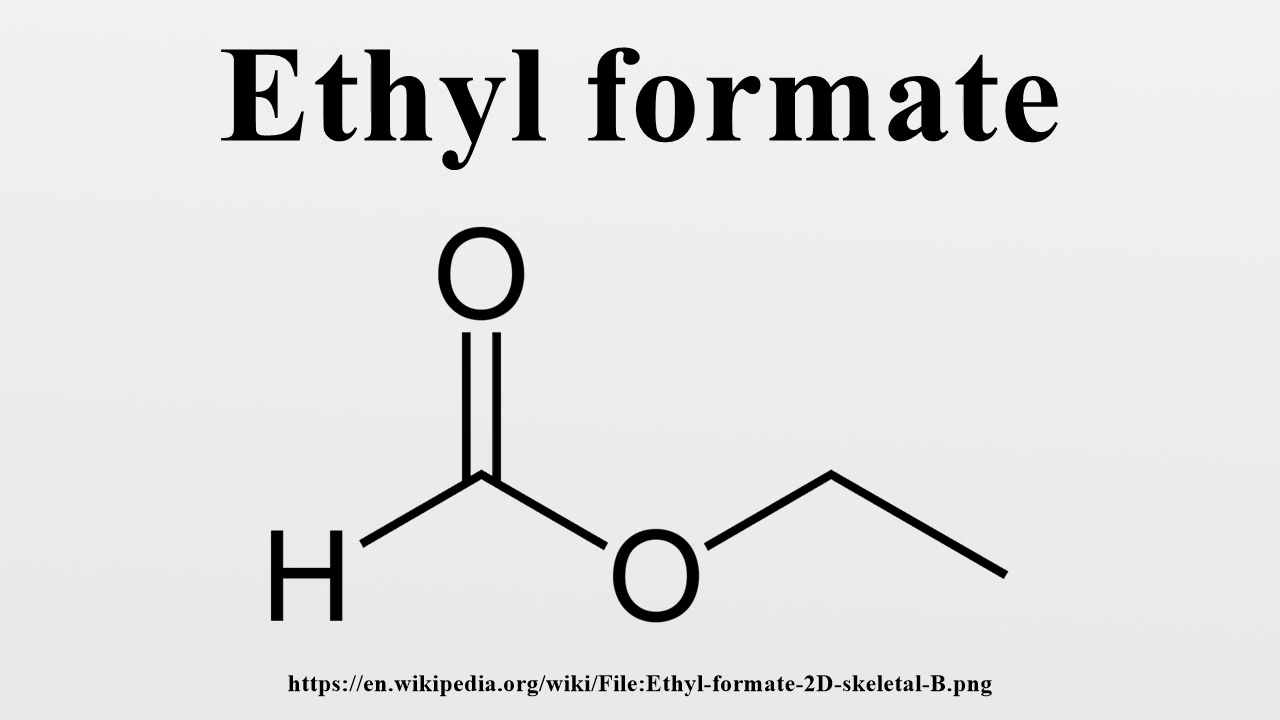 Ethyl formate
O
H
O
https://en.wikipedia.org/wiki/File:Ethyl-formate-2D-skeletal-B.png